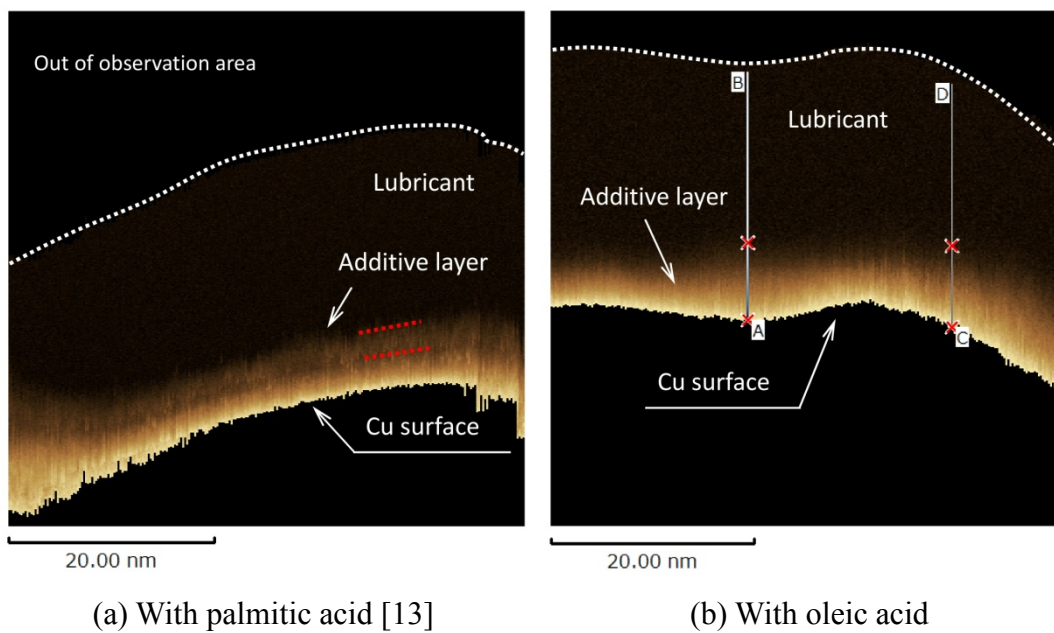 Out of observation area
Lubricant
Additive layer
Cu surface
20.00 nm
(a) With palmitic acid [13]
B
D
Lubricant
Additive layer
A
C
Cu surface
20.00 nm
(b) With oleic acid